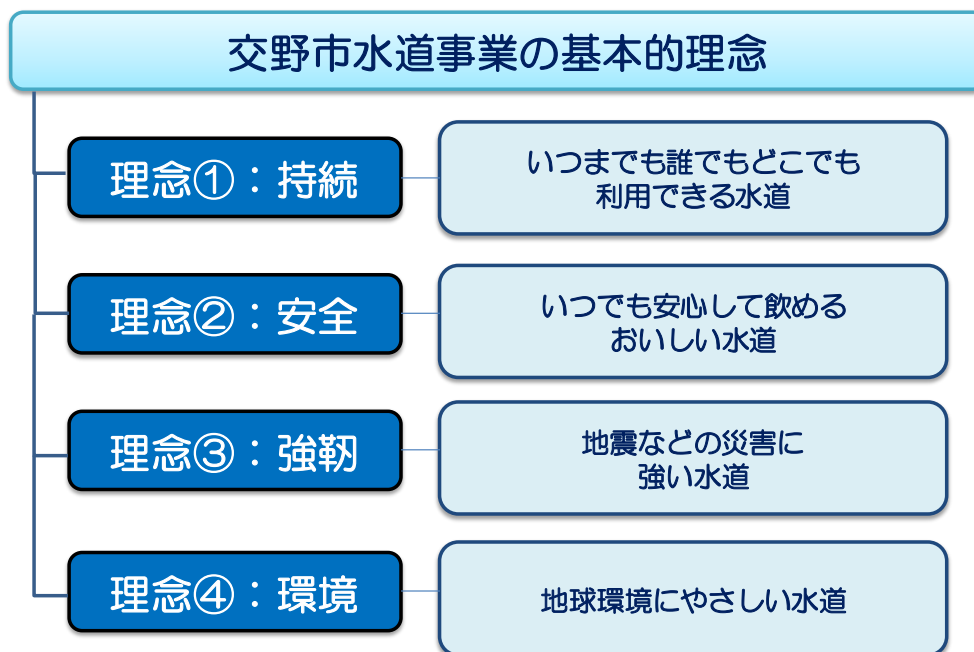 交野市水道事業の基本的理念
理念①：持続
いつまでも誰でもどこでも
利用できる水道
理念②：安全
いつでも安心して飲める
おいしい水道
理念③：強靭
地震などの災害に
強い水道
理念④：環境
地球環境にやさしい水道